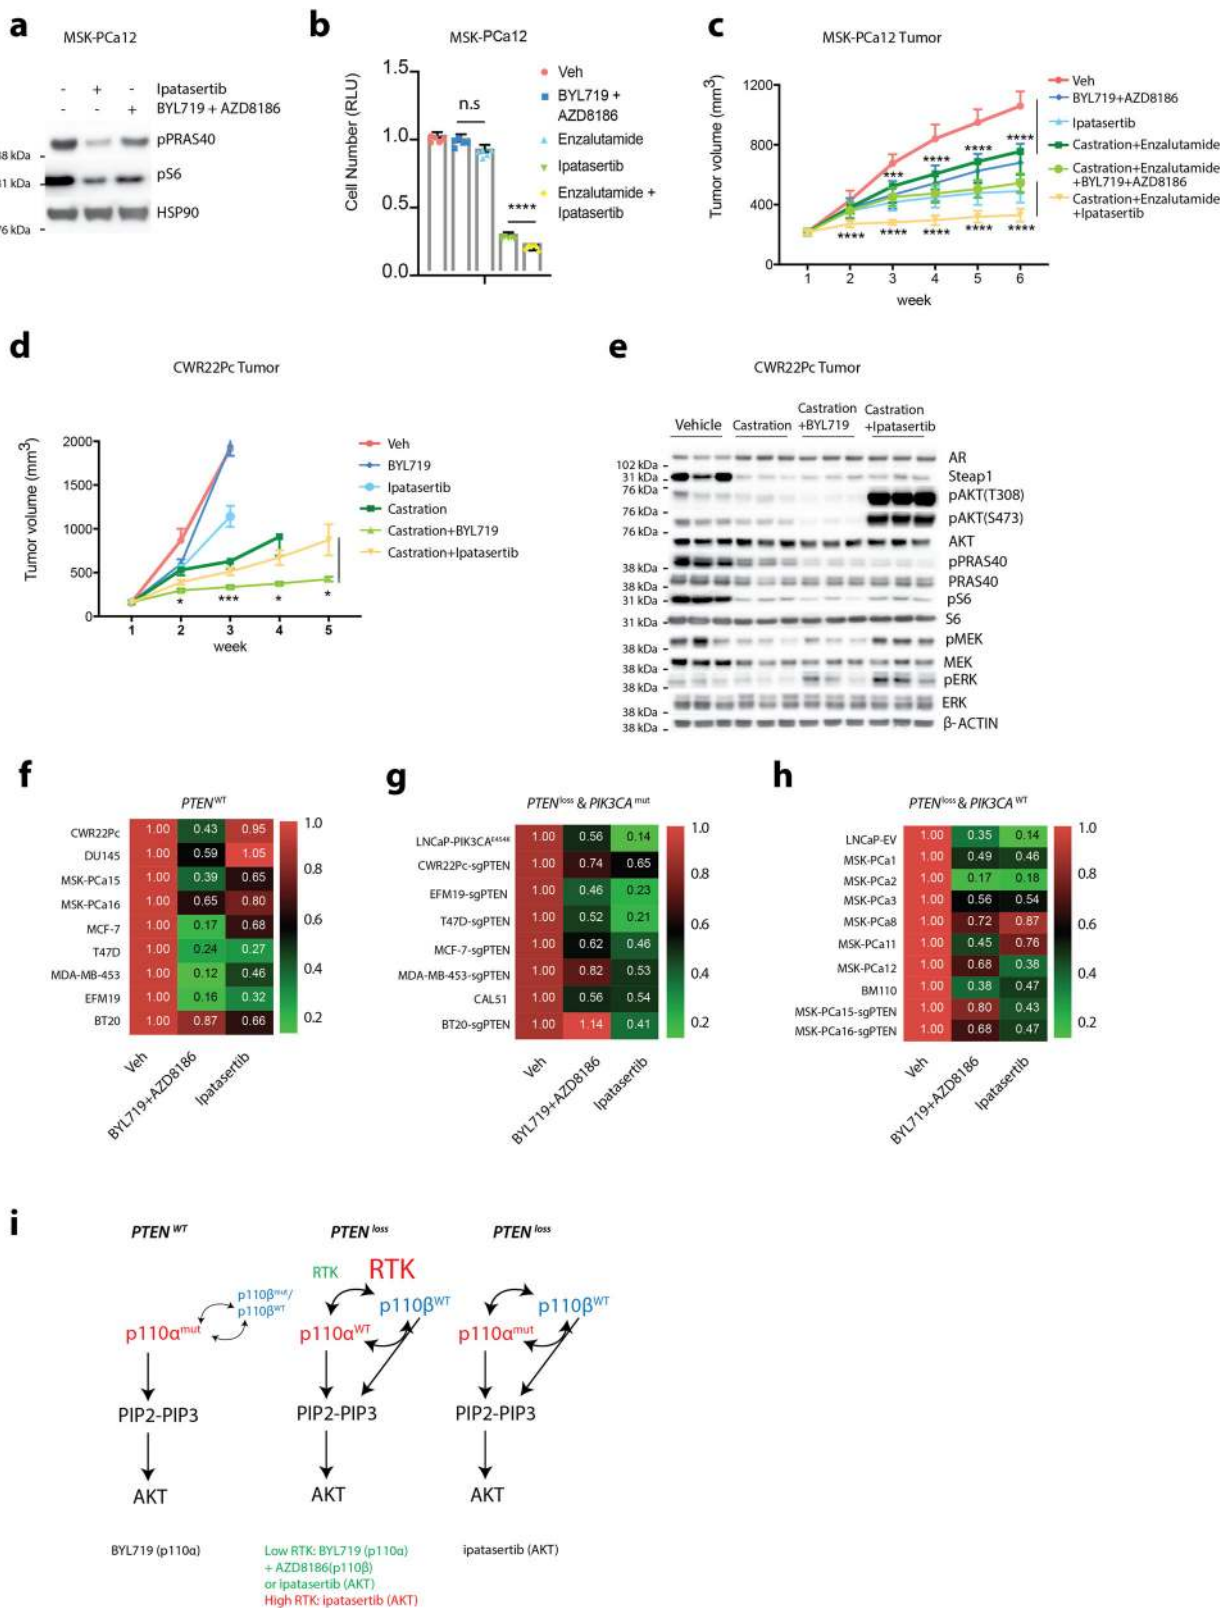 a
MSK-PCa12
- + - Ipatasertib
- - + BYL719 + AZD8186
pPRAS40
38 kDa
pS6
31 kDa
HSP90
76 kDa
b
MSK-PCa12
Cell Number (RLU)
1.5
1.0
0.5
0.0
n.s
****
Veh
BYL719 +
AZD8186
Enzalutamide
Ipatasertib
Enzalutamide +
Ipatasertib
c
MSK-PCa12 Tumor
Tumor volume (mm3)
1200
800
400
0
1 2 3 4 5 6
week
*** **** **** ****
**** **** **** **** ****
Veh
BYL719+AZD8186
Ipatasertib
Castration+Enzalutamide
Castration+Enzalutamide
+BYL719+AZD8186
Castration+Enzalutamide
+Ipatasertib
d
CWR22Pc Tumor
Tumor volume (mm3)
2000
1500
1000
500
0
1 2 3 4 5
week
* *** * *
Veh
BYL719
Ipatasertib
Castration
Castration+BYL719
Castration+Ipatasertib
e
CWR22Pc Tumor
Vehicle
Castration
Castration
+BYL719
Castration
+Ipatasertib
102 kDa
31 kDa
76 kDa
76 kDa
76 kDa
38 kDa
38 kDa
31 kDa
31 kDa
38 kDa
38 kDa
38 kDa
38 kDa
38 kDa
AR
Steap1
pAKT(T308)
pAKT(S473)
AKT
pPRAS40
PRAS40
pS6
S6
pMEK
MEK
pERK
ERK
β-ACTIN
f
PTENWT
CWR22Pc 1.00 0.43 0.95
DU145 1.00 0.59 1.05
MSK-PCa15 1.00 0.39 0.65
MSK-PCa16 1.00 0.65 0.80
MCF-7 1.00 0.17 0.68
T47D 1.00 0.24 0.27
MDA-MB-453 1.00 0.12 0.46
EFM19 1.00 0.16 0.32
BT20 1.00 0.87 0.66
Veh
BYL719+AZD8186
Ipatasertib
1.0
0.8
0.6
0.4
0.2
g
PTENloss & PIK3CAmut
LNCaP-PIK3CAE545K 1.00 0.56 0.14
CWR22Pc-sgPTEN 1.00 0.74 0.65
EFM19-sgPTEN 1.00 0.46 0.23
T47D-sgPTEN 1.00 0.52 0.21
MCF-7-sgPTEN 1.00 0.62 0.46
MDA-MB-453-sgPTEN 1.00 0.82 0.53
CAL51 1.00 0.56 0.54
BT20-sgPTEN 1.00 1.14 0.41
Veh
BYL719+AZD8186
Ipatasertib
1.0
0.8
0.6
0.4
0.2
h
PTENloss & PIK3CAWT
LNCaP-EV 1.00 0.35 0.14
MSK-PCa1 1.00 0.49 0.46
MSK-PCa2 1.00 0.17 0.18
MSK-PCa3 1.00 0.56 0.54
MSK-PCa8 1.00 0.72 0.87
MSK-PCa11 1.00 0.45 0.76
MSK-PCa12 1.00 0.68 0.38
BM110 1.00 0.38 0.47
MSK-PCa15-sgPTEN 1.00 0.80 0.43
MSK-PCa16-sgPTEN 1.00 0.68 0.47
Veh
BYL719+AZD8186
Ipatasertib
1.0
0.8
0.6
0.4
0.2
i
PTEN WT
p110βmut/
p110βWT
p110αmut
PIP2-PIP3
AKT
BYL719 (p110α)
PTEN loss
RTK RTK
p110βWT
p110αWT
PIP2-PIP3
AKT
Low RTK: BYL719 (p110α)
+ AZD8186(p110β)
or ipatasertib (AKT)
High RTK: ipatasertib (AKT)
PTEN loss
p110βWT
p110αmut
PIP2-PIP3
AKT
ipatasertib (AKT)